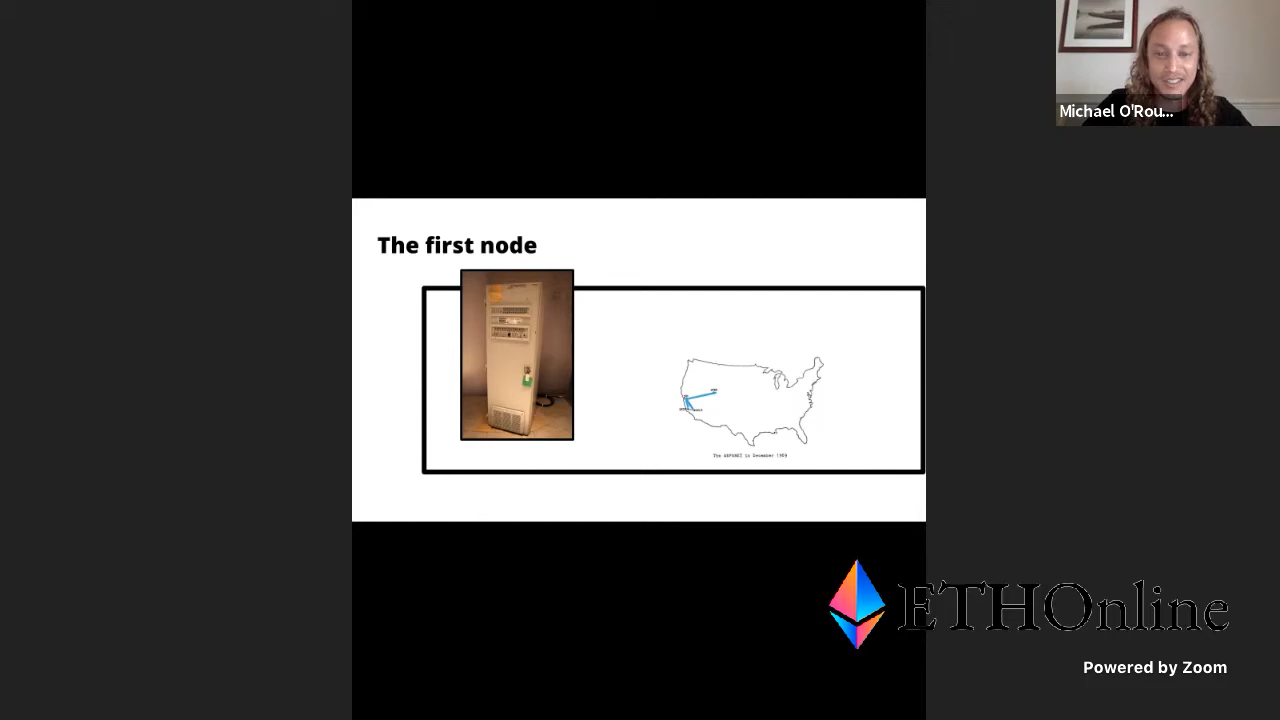 Michael O'Rou...
The first node
The ARPANET in December 1969
ETHOnline
Powered by Zoom